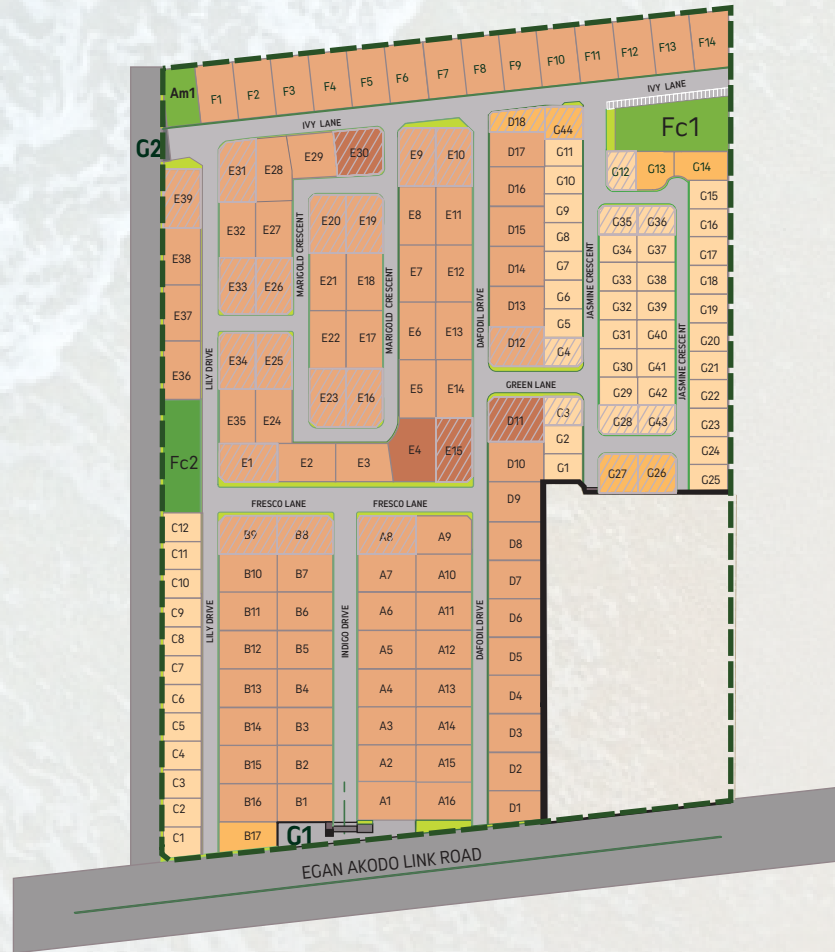 Am1
F1
F2
F3
F4
F5
F6
F7
F8
F9
F10
F11
F12
F13
F14
G2
IVY LANE
IVY LANE
Fc1
E39
E38
E37
E36
Fc2
C12
C11
C10
C9
C8
C7
C6
C5
C4
C3
C2
C1
LILY DRIVE
LILY DRIVE
E31
E28
E29
E30
E32
E27
E33
E26
E34
E25
E35
E24
E1
E2
E3
E4
E15
MARIGOLD CRESCENT
E20
E19
E21
E18
E22
E17
E23
E16
MARIGOLD CRESCENT
E9
E10
E8
E11
E7
E12
E6
E13
E5
E14
DAFODIL DRIVE
D18
G44
D17
G11
D16
G10
G9
D15
G8
D14
G7
G6
D13
G5
D12
G4
GREEN LANE
D11
G3
G2
D10
G1
D9
D8
D7
D6
D5
D4
D3
D2
D1
JASMINE CRESCENT
G12
G13
G14
G35
G36
G34
G37
G33
G38
G32
G39
G31
G40
G30
G41
G29
G42
G28
G43
G27
G26
JASMINE CRESCENT
G15
G16
G17
G18
G19
G20
G21
G22
G23
G24
G25
FRESCO LANE
FRESCO LANE
B9
B8
B10
B7
B11
B6
B12
B5
B13
B4
B14
B3
B15
B2
B16
B1
B17
G1
INDIGO DRIVE
A8
A9
A7
A10
A6
A11
A5
A12
A4
A13
A3
A14
A2
A15
A1
A16
DAFODIL DRIVE
EGAN AKODO LINK ROAD